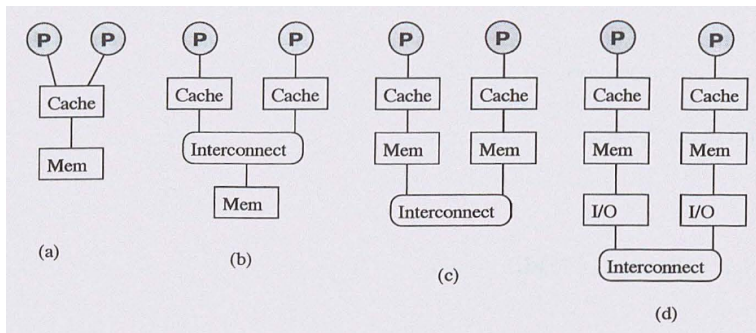 P P
Cache
Mem
(a)
P P
Cache Cache
Interconnect
Mem
(b)
P P
Cache Cache
Mem Mem
Interconnect
(c)
P P
Cache Cache
Mem Mem
I/O I/O
Interconnect
(d)